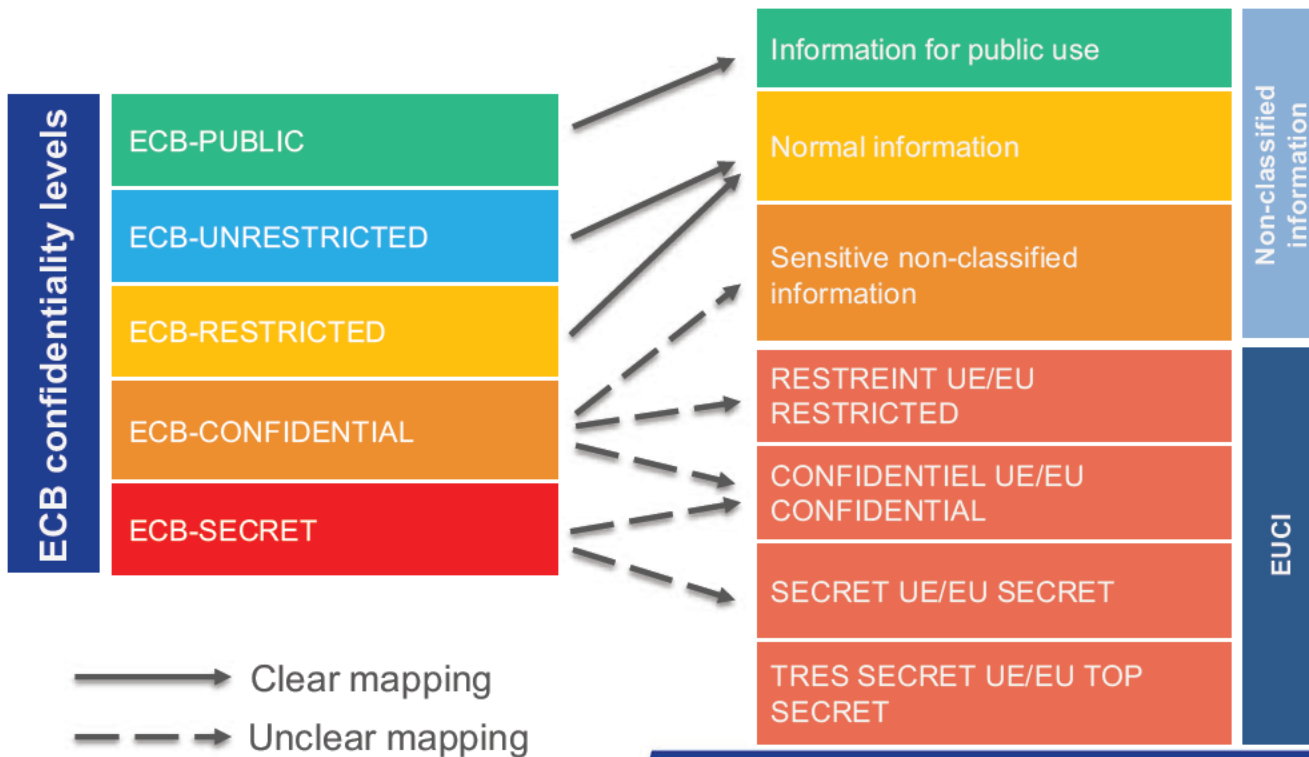 ECB confidentiality levels
ECB-PUBLIC
ECB-UNRESTRICTED
ECB-RESTRICTED
ECB-CONFIDENTIAL
ECB-SECRET
Information for public use
Normal information
Sensitive non-classified
information
RESTREINT UE/EU
RESTRICTED
CONFIDENTIEL UE/EU
CONFIDENTIAL
SECRET UE/EU SECRET
TRES SECRET UE/EU TOP
SECRET
Non-classified
information
EUCI
Clear mapping
Unclear mapping